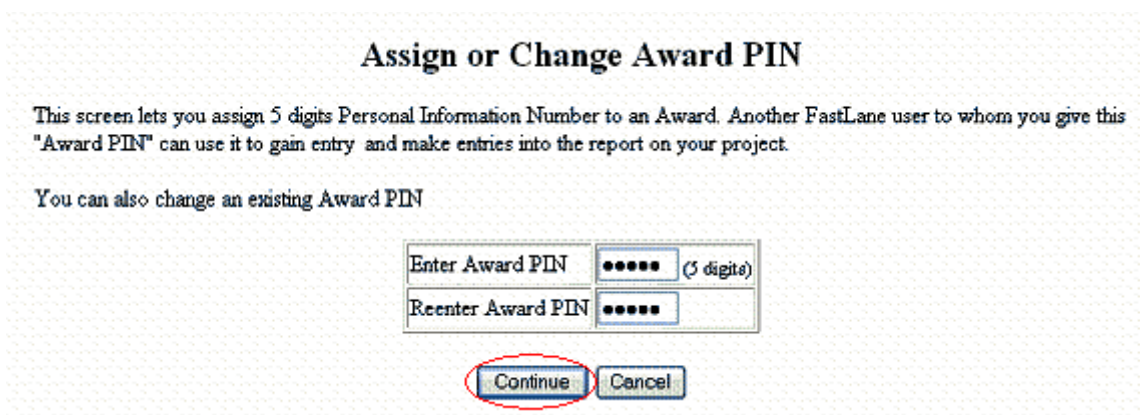 Assign or Change Award PIN
This screen lets you assign 5 digits Personal Information Number to an Award. Another FastLane user to whom you give this
"Award PIN" can use it to gain entry and make entries into the report on your project.
You can also change an existing Award PIN
Enter Award PIN ••••• (5 digits)
Reenter Award PIN •••••
Continue Cancel